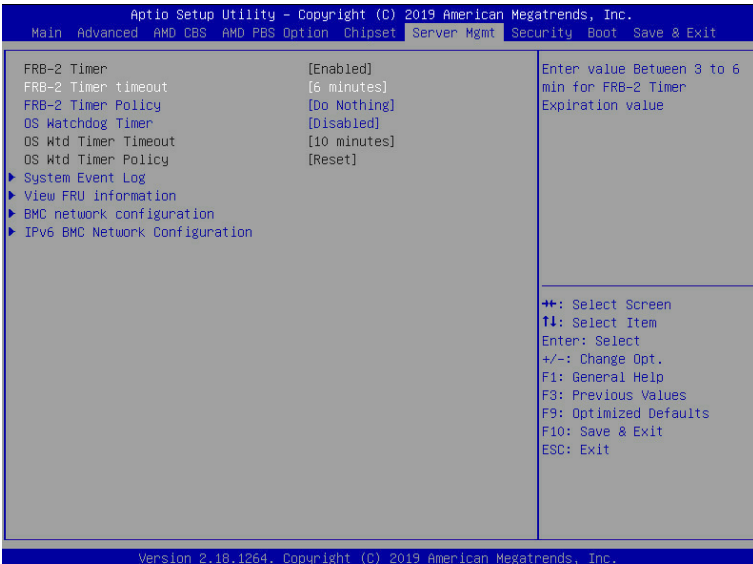 Aptio Setup Utility – Copyright (C) 2019 American Megatrends, Inc.
Main Advanced AMD CBS AMD PBS Option Chipset Server Mgmt Security Boot Save & Exit
FRB-2 Timer [Enabled]
FRB-2 Timer timeout [6 minutes]
FRB-2 Timer Policy [Do Nothing]
OS Watchdog Timer [Disabled]
OS Wtd Timer Timeout [10 minutes]
OS Wtd Timer Policy [Reset]
▶ System Event Log
▶ View FRU information
▶ BMC network configuration
▶ IPv6 BMC Network Configuration
Enter value Between 3 to 6
min for FRB-2 Timer
Expiration value
→←: Select Screen
↑↓: Select Item
Enter: Select
+/-: Change Opt.
F1: General Help
F3: Previous Values
F9: Optimized Defaults
F10: Save & Exit
ESC: Exit
Version 2.18.1264. Copyright (C) 2019 American Megatrends, Inc.